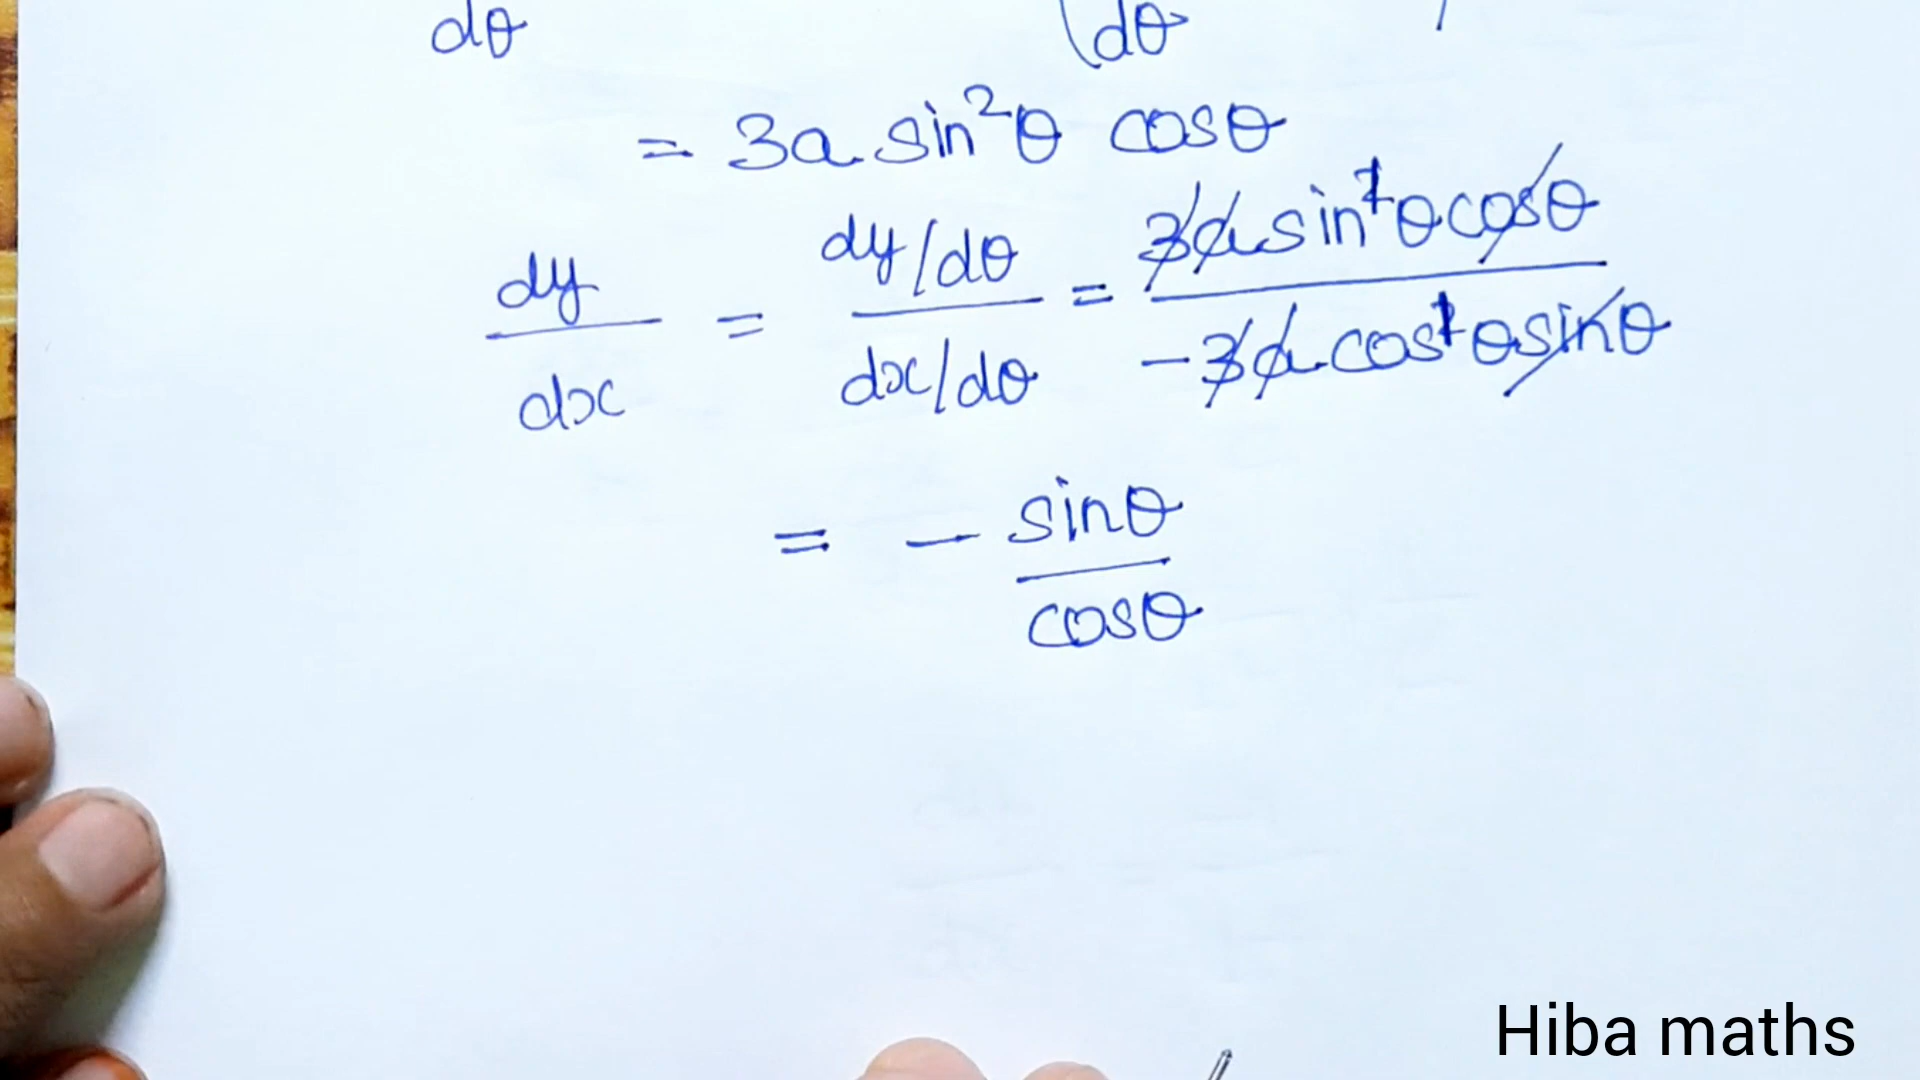 dθ (dθ
= 3a sin²θ cosθ
dy/dx = (dy/dθ)/(dx/dθ) = 3a sin²θ cosθ / -3a cos²θ sinθ
= - sinθ/cosθ
Hiba maths